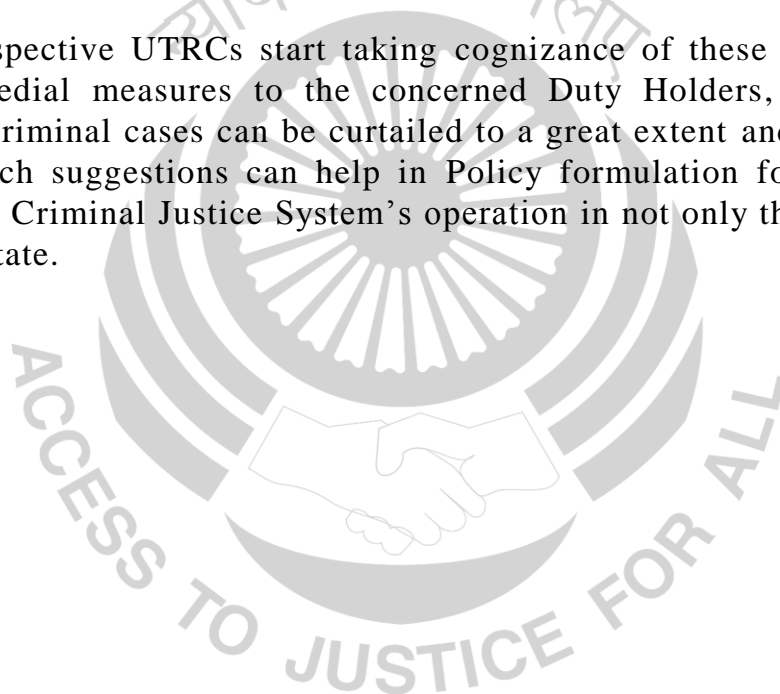 spective UTRCs start taking cognizance of these
edial measures to the concerned Duty Holders,
riminal cases can be curtailed to a great extent and
ch suggestions can help in Policy formulation fo
Criminal Justice System’s operation in not only th
tate.
ACCESS TO JUSTICE FOR ALL